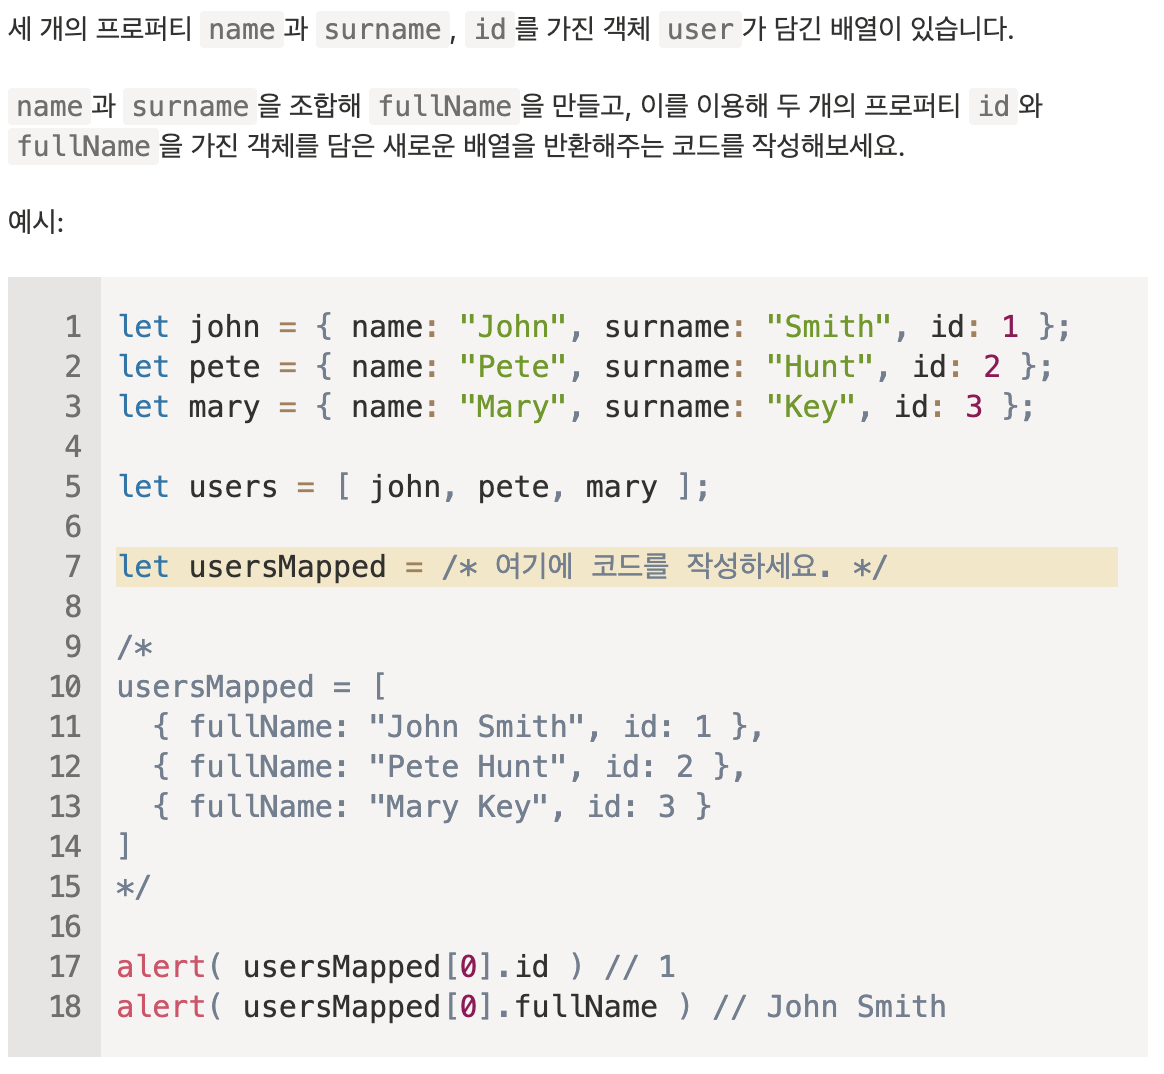 세 개의 프로퍼티 name과 surname, id를 가진 객체 user가 담긴 배열이 있습니다.
name과 surname을 조합해 fullName을 만들고, 이를 이용해 두 개의 프로퍼티 id와
fullName을 가진 객체를 담은 새로운 배열을 반환해주는 코드를 작성해보세요.
예시:
1 let john = { name: "John", surname: "Smith", id: 1 };
2 let pete = { name: "Pete", surname: "Hunt", id: 2 };
3 let mary = { name: "Mary", surname: "Key", id: 3 };
4
5 let users = [ john, pete, mary ];
6
7 let usersMapped = /* 여기에 코드를 작성하세요. */
8
9 /*
10 usersMapped = [
11   { fullName: "John Smith", id: 1 },
12   { fullName: "Pete Hunt", id: 2 },
13   { fullName: "Mary Key", id: 3 }
14 ]
15 */
16
17 alert( usersMapped[0].id ) // 1
18 alert( usersMapped[0].fullName ) // John Smith